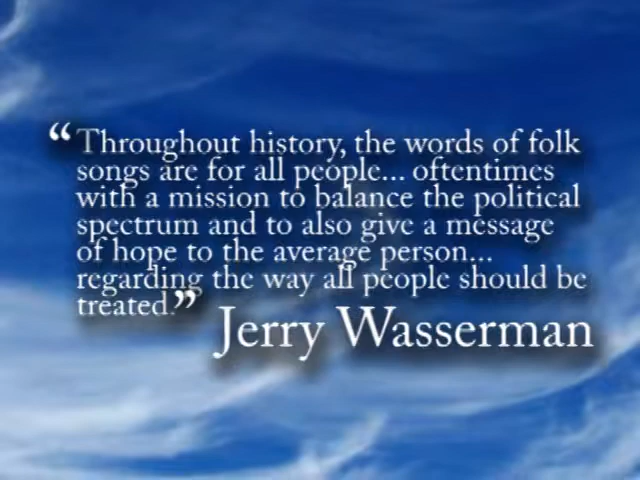 “Throughout history, the words of folk
songs are for all people... oftentimes
with a mission to balance the political
spectrum and to also give a message
of hope to the average person...
regarding the way all people should be
treated.”
Jerry Wasserman